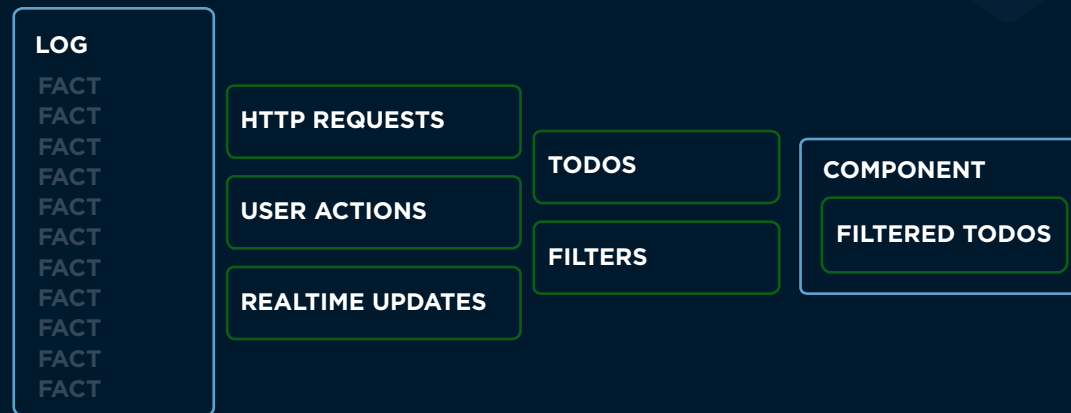 LOG
FACT
FACT
FACT
FACT
FACT
FACT
FACT
FACT
FACT
FACT
FACT
HTTP REQUESTS
USER ACTIONS
REALTIME UPDATES
TODOS
FILTERS
COMPONENT
FILTERED TODOS